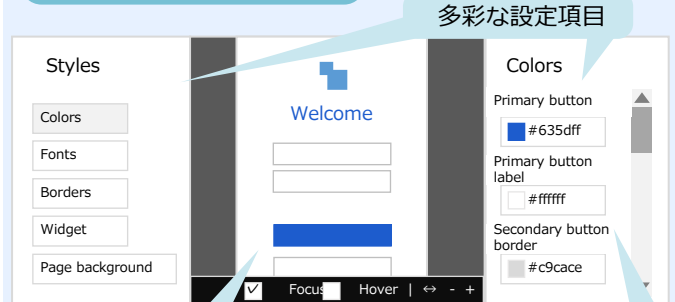 多彩な設定項目
Styles
Colors
Fonts
Borders
Widget
Page background
Welcome
Focus Hover | ↔ - +
Colors
Primary button
#635dff
Primary button
label
#ffffff
Secondary button
border
#c9cace